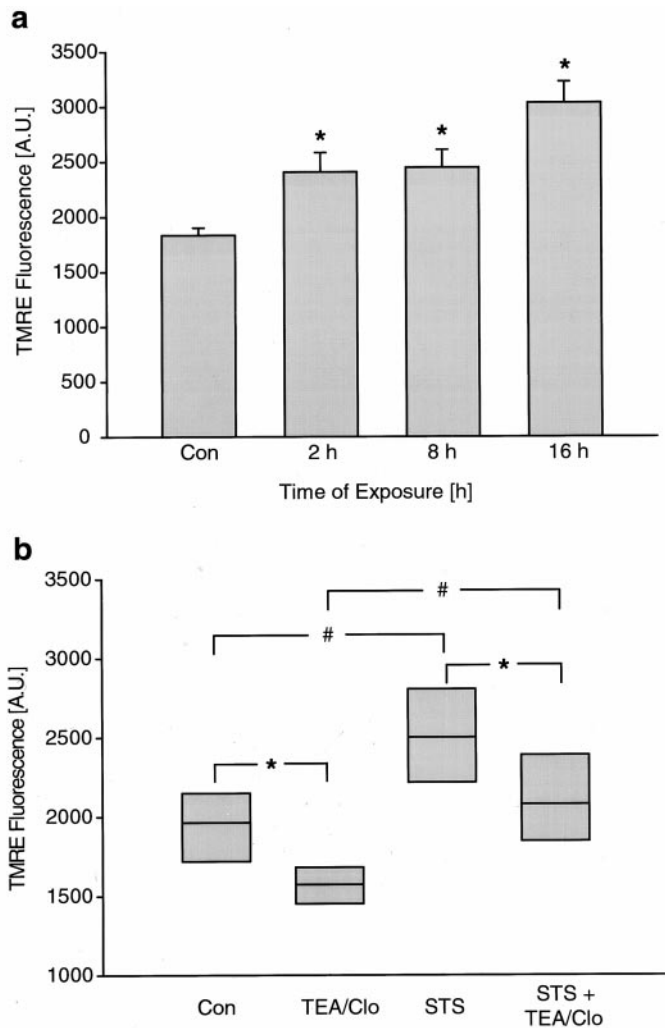 a
3500
3000
2500
2000
1500
1000
500
0
TMRE Fluorescence [A.U.]
*
*
*
Con 2 h 8 h 16 h
Time of Exposure [h]
b
3500
3000
2500
2000
1500
1000
TMRE Fluorescence [A.U.]
#
#
*
*
Con TEA/Clo STS STS +
TEA/Clo